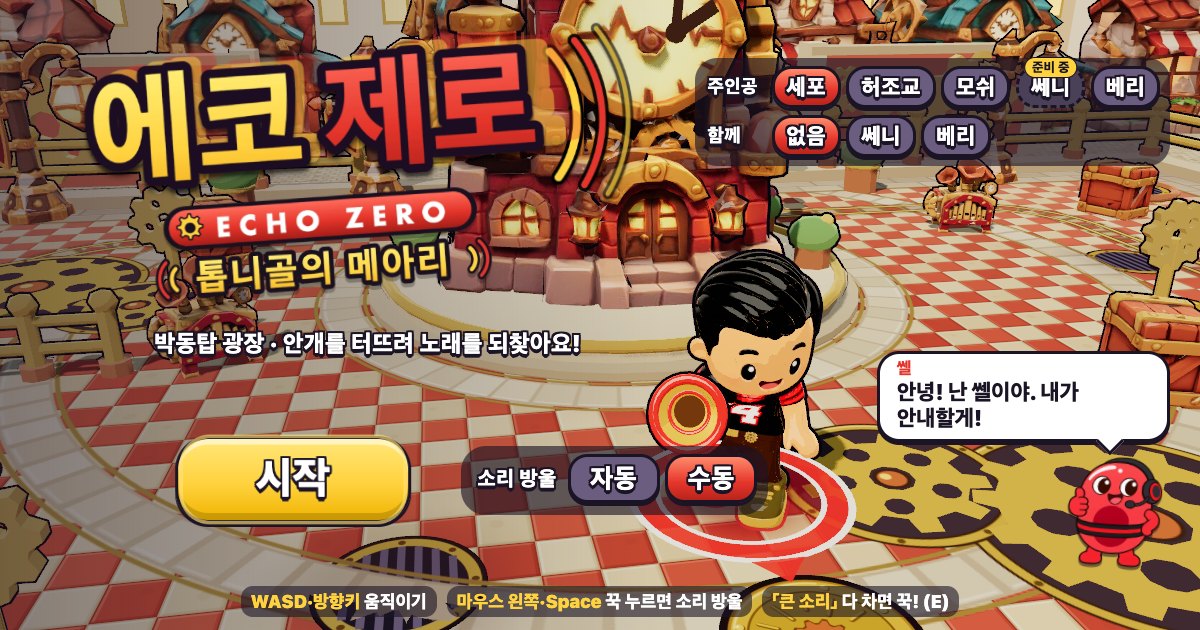 에코 제로
ECHO ZERO
톱니골의 메아리
박동탑 광장 · 안개를 터뜨려 노래를 되찾아요!
주인공 세포 허조교 모쉬 쎄니 베리
준비 중
함께 없음 쎄니 베리
4
쎌
안녕! 난 쎌이야. 내가
안내할게!
시작
소리 방울 자동 수동
WASD·방향키 움직이기 마우스 왼쪽·Space 꾹 누르면 소리 방울 「큰 소리」 다 차면 꾹! (E)